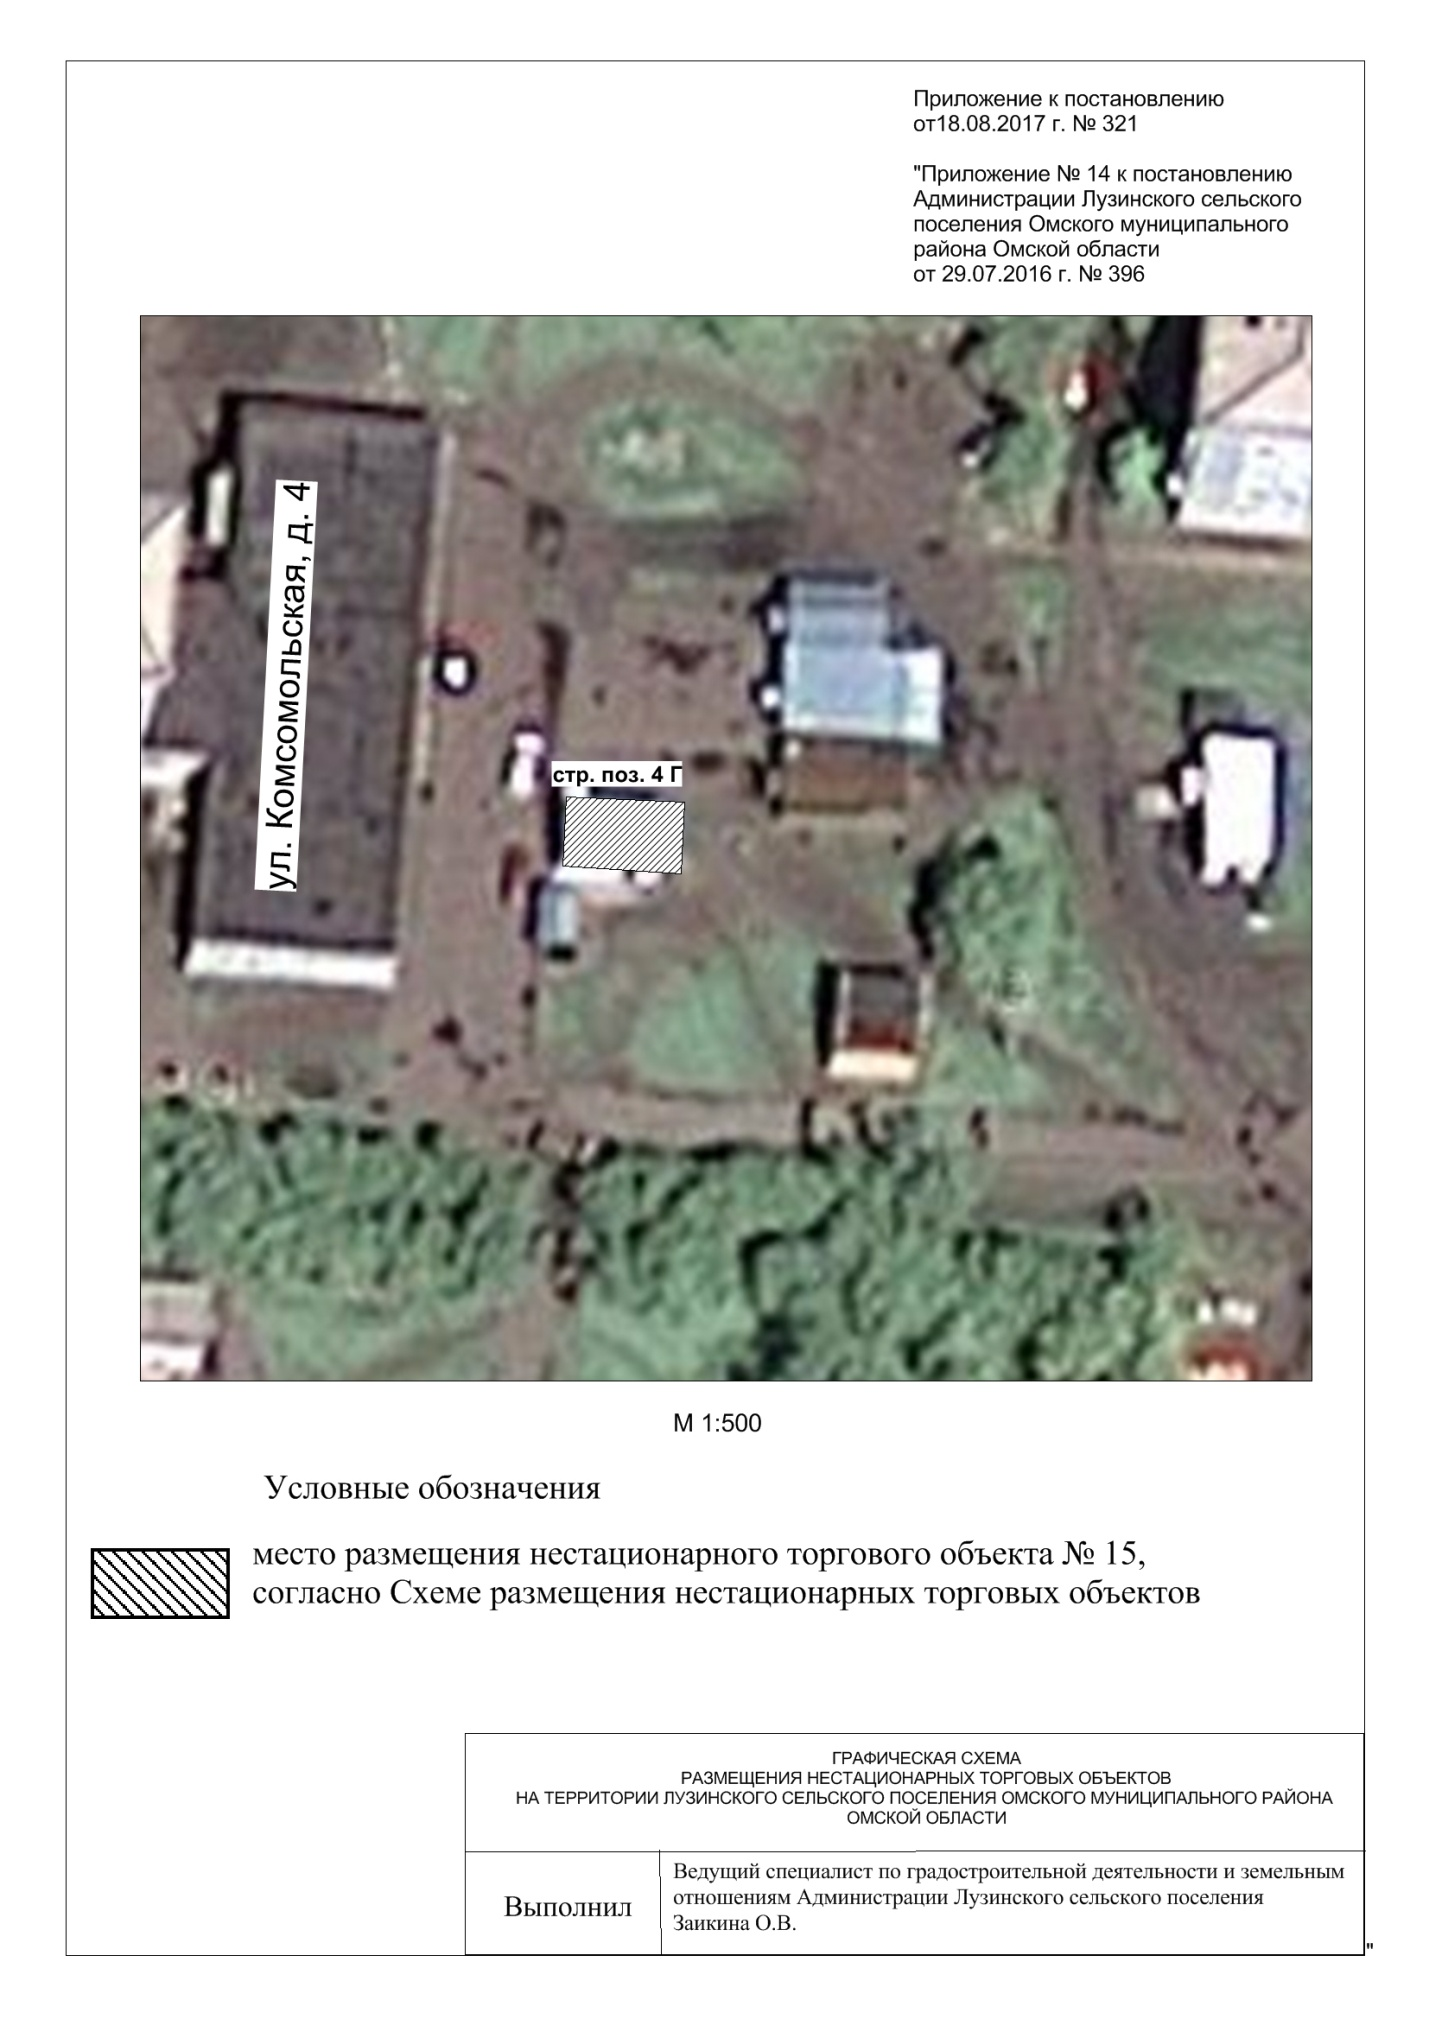 Приложение к постановлению
от18.08.2017 г. № 321
"Приложение № 14 к постановлению
Администрации Лузинского сельского
поселения Омского муниципального
района Омской области
от 29.07.2016 г. № 396
ул. Комсомольская, д. 4
стр. поз. 4 Г
М 1:500
Условные обозначения
место размещения нестационарного торгового объекта № 15,
согласно Схеме размещения нестационарных торговых объектов
ГРАФИЧЕСКАЯ СХЕМА
РАЗМЕЩЕНИЯ НЕСТАЦИОНАРНЫХ ТОРГОВЫХ ОБЪЕКТОВ
НА ТЕРРИТОРИИ ЛУЗИНСКОГО СЕЛЬСКОГО ПОСЕЛЕНИЯ ОМСКОГО МУНИЦИПАЛЬНОГО РАЙОНА
ОМСКОЙ ОБЛАСТИ
Выполнил
Ведущий специалист по градостроительной деятельности и земельным
отношениям Администрации Лузинского сельского поселения
Заикина О.В.
"